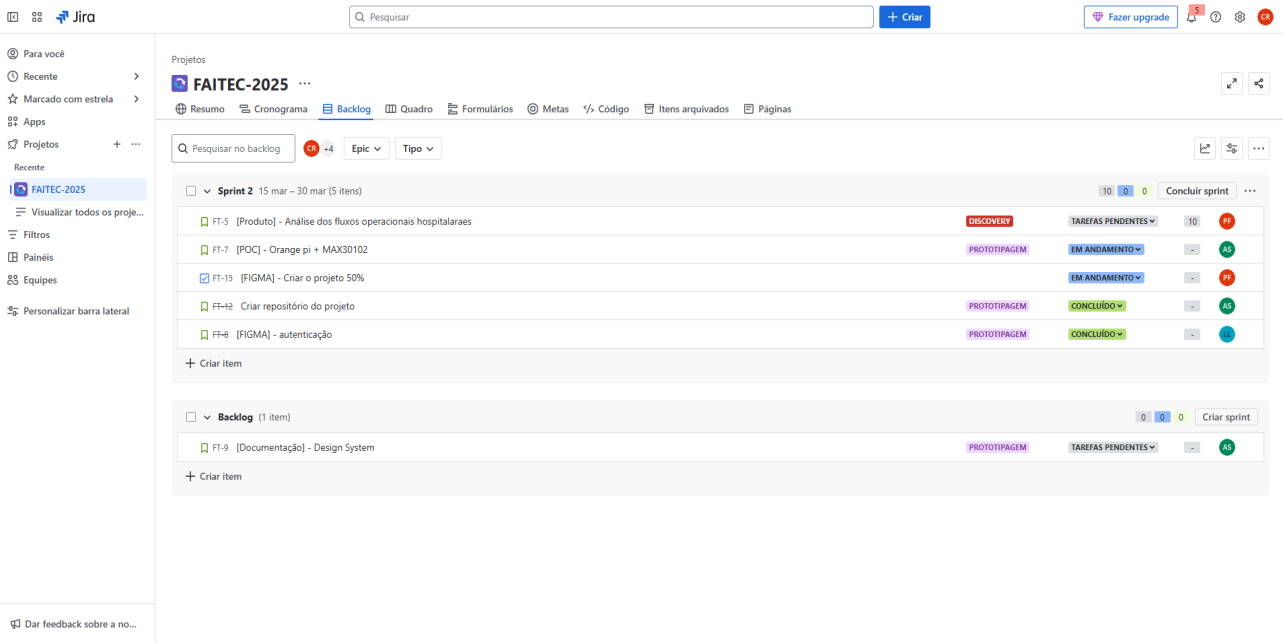 Jira
Pesquisar
Criar
Fazer upgrade
5
CR
Para você
Recente
Marcado com estrela
Apps
Projetos
Recente
FAITEC-2025
Visualizar todos os proje...
Filtros
Painéis
Equipes
Personalizar barra lateral
Dar feedback sobre a no...
Projetos
FAITEC-2025
Resumo Cronograma Backlog Quadro Formulários Metas Código Itens arquivados Páginas
Pesquisar no backlog CR +4 Epic Tipo
Sprint 2 15 mar – 30 mar (5 itens) 10 0 0 Concluir sprint
FT-5 [Produto] - Análise dos fluxos operacionais hospitalaraes DISCOVERY TAREFAS PENDENTES 10 PF
FT-7 [POC] - Orange pi + MAX30102 PROTOTIPAGEM EM ANDAMENTO - AS
FT-15 [FIGMA] - Criar o projeto 50% EM ANDAMENTO - PF
FT-12 Criar repositório do projeto PROTOTIPAGEM CONCLUÍDO - AS
FT-8 [FIGMA] - autenticação PROTOTIPAGEM CONCLUÍDO - LL
Criar item
Backlog (1 item) 0 0 0 Criar sprint
FT-9 [Documentação] - Design System PROTOTIPAGEM TAREFAS PENDENTES - AS
Criar item